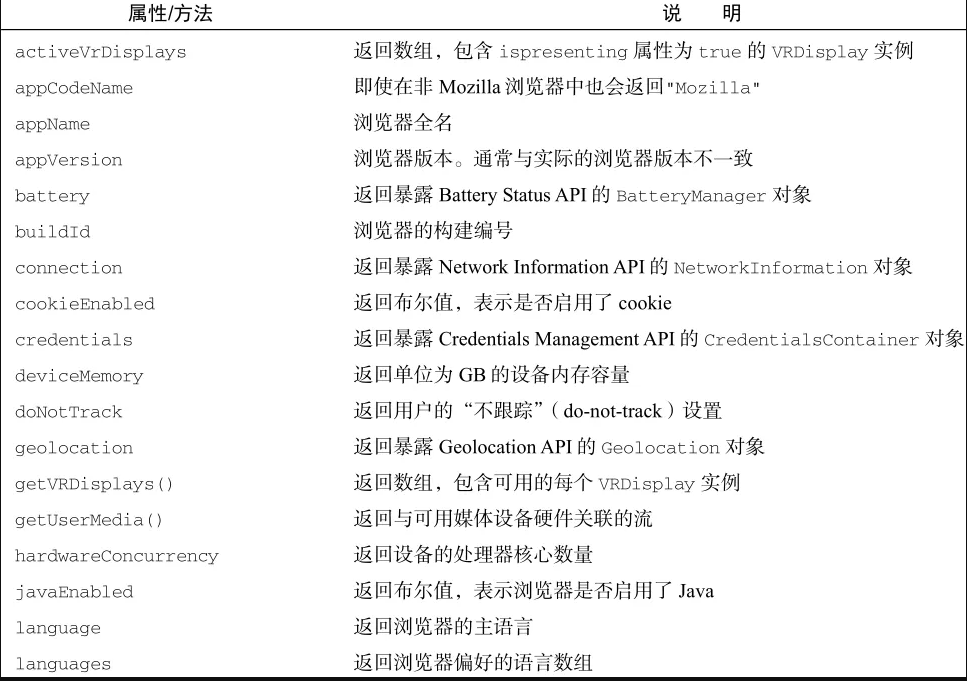 属性/方法 说 明
activeVrDisplays 返回数组，包含 ispresenting 属性为 true 的 VRDisplay 实例
appCodeName 即使在非 Mozilla 浏览器中也会返回"Mozilla"
appName 浏览器全名
appVersion 浏览器版本。通常与实际的浏览器版本不一致
battery 返回暴露 Battery Status API 的 BatteryManager 对象
buildId 浏览器的构建编号
connection 返回暴露 Network Information API 的 NetworkInformation 对象
cookieEnabled 返回布尔值，表示是否启用了 cookie
credentials 返回暴露 Credentials Management API 的 CredentialsContainer 对象
deviceMemory 返回单位为 GB 的设备内存容量
doNotTrack 返回用户的“不跟踪”（do-not-track）设置
geolocation 返回暴露 Geolocation API 的 Geolocation 对象
getVRDisplays() 返回数组，包含可用的每个 VRDisplay 实例
getUserMedia() 返回与可用媒体设备硬件关联的流
hardwareConcurrency 返回设备的处理器核心数量
javaEnabled 返回布尔值，表示浏览器是否启用了 Java
language 返回浏览器的主语言
languages 返回浏览器偏好的语言数组